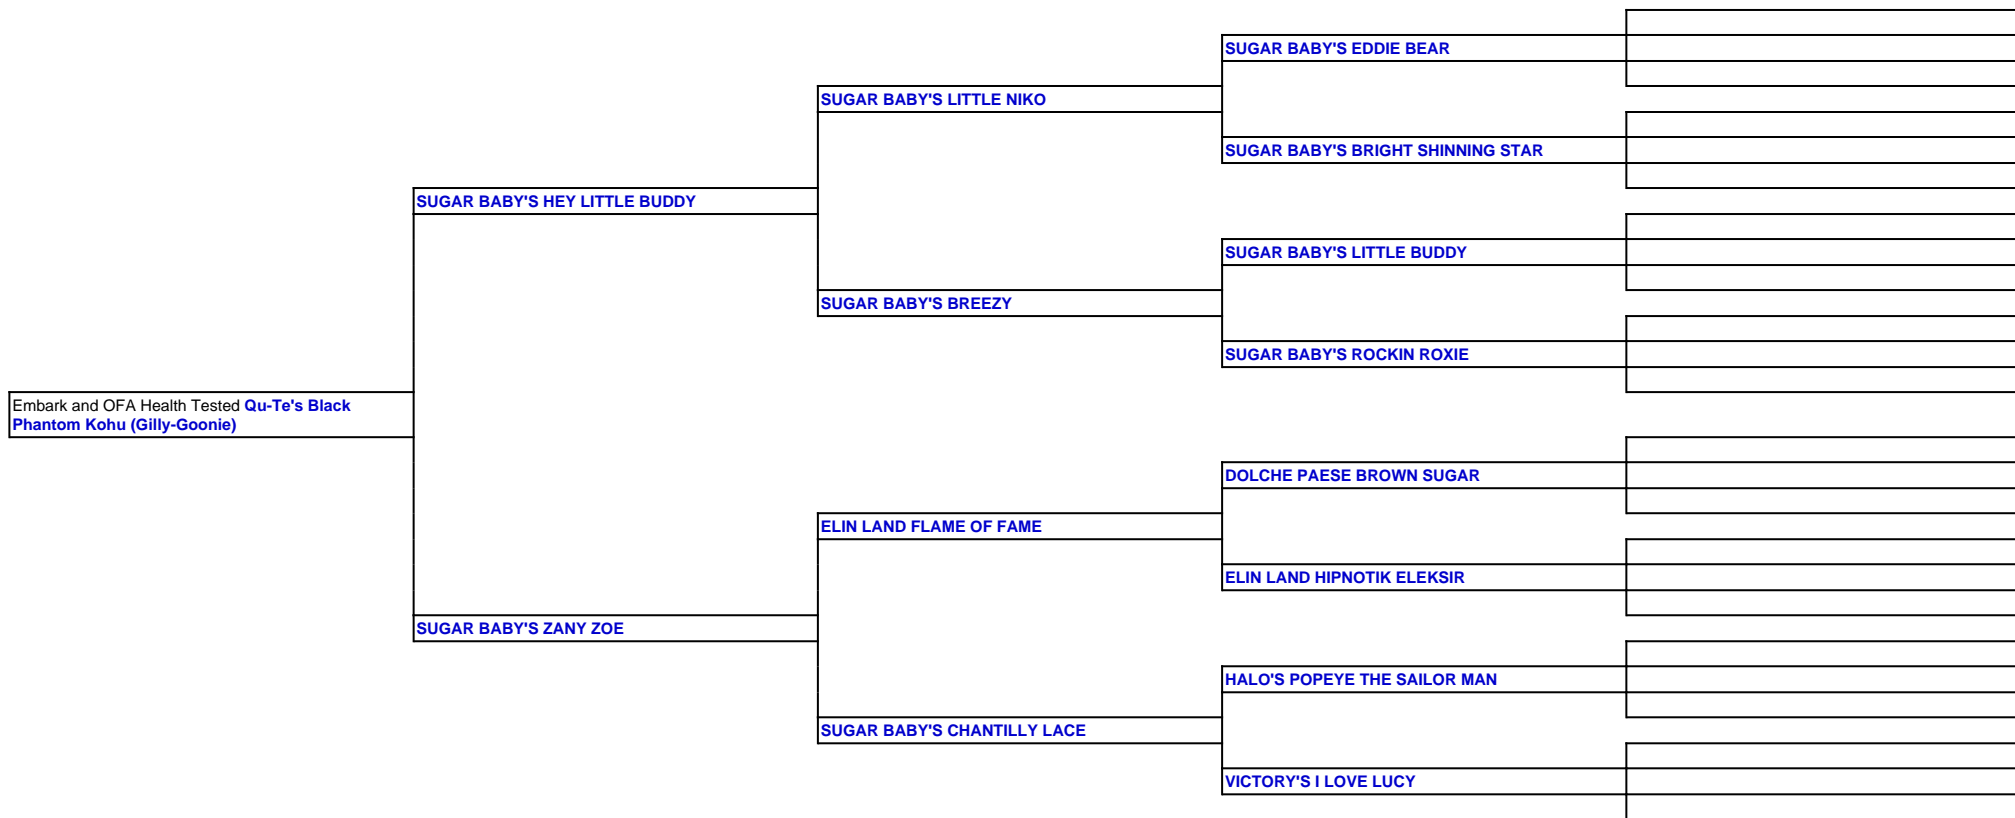 SUGAR BABY'S EDDIE BEAR
SUGAR BABY'S LITTLE NIKO
SUGAR BABY'S BRIGHT SHINNING STAR
SUGAR BABY'S HEY LITTLE BUDDY
SUGAR BABY'S LITTLE BUDDY
SUGAR BABY'S BREEZY
SUGAR BABY'S ROCKIN ROXIE
Embark and OFA Health Tested Qu-Te's Black
Phantom Kohu (Gilly-Goonie)
DOLCHE PAESE BROWN SUGAR
ELIN LAND FLAME OF FAME
ELIN LAND HIPNOTIK ELEKSIR
SUGAR BABY'S ZANY ZOE
HALO'S POPEYE THE SAILOR MAN
SUGAR BABY'S CHANTILLY LACE
VICTORY'S I LOVE LUCY